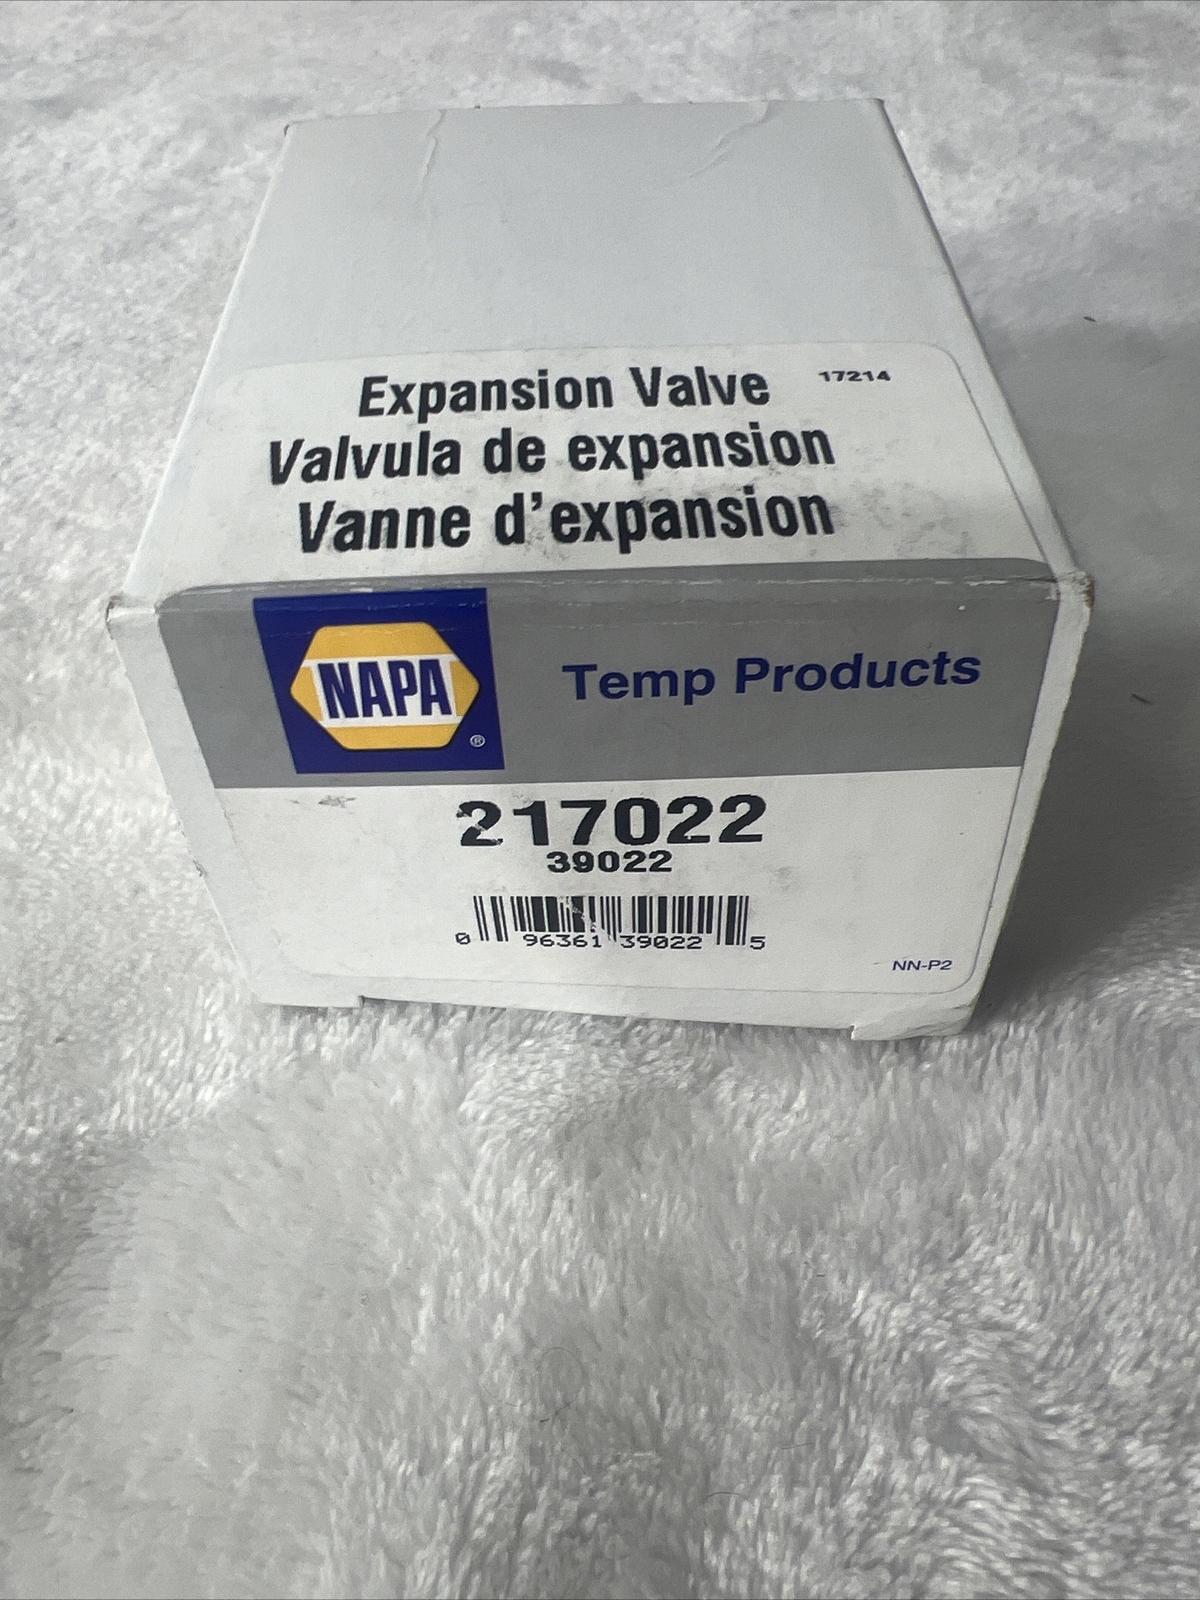 Expansion Valve 17214
Valvula de expansion
Vanne d'expansion
NAPA ®
Temp Products
217022
39022
0 96361 39022 5
NN-P2